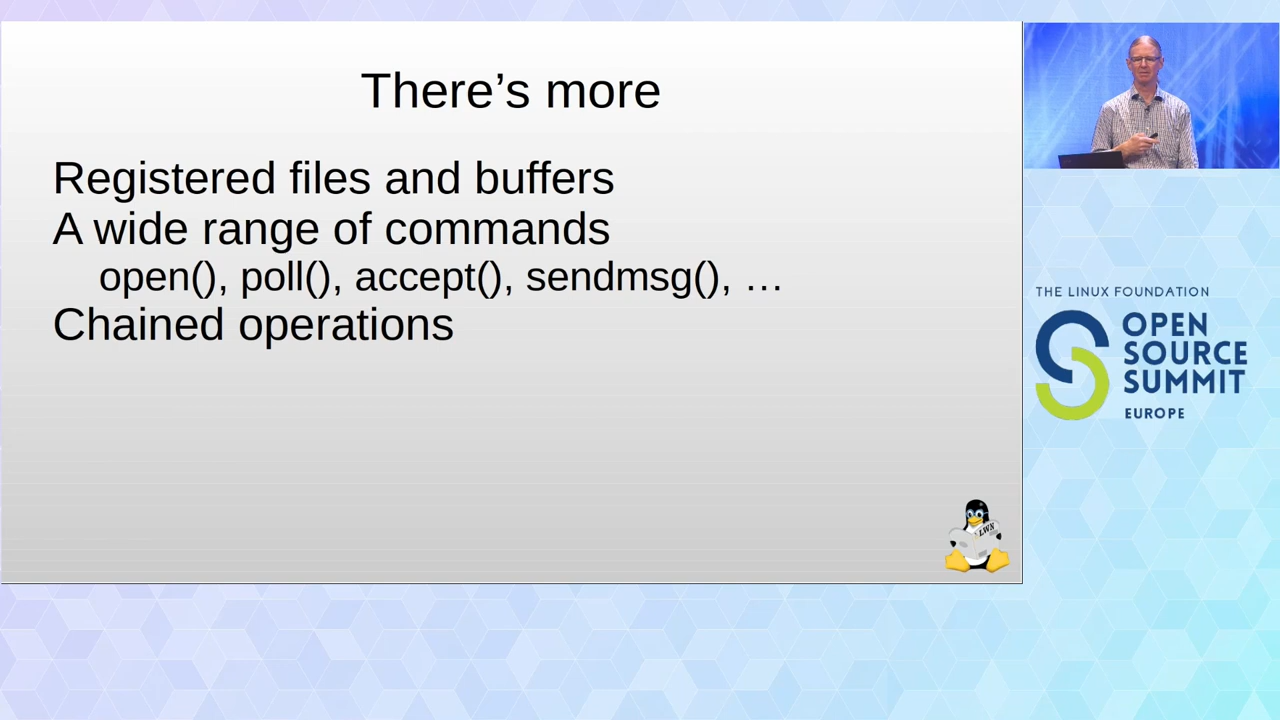 There’s more
Registered files and buffers
A wide range of commands
open(), poll(), accept(), sendmsg(), …
Chained operations
LWN
THE LINUX FOUNDATION
OPEN
SOURCE
SUMMIT
EUROPE